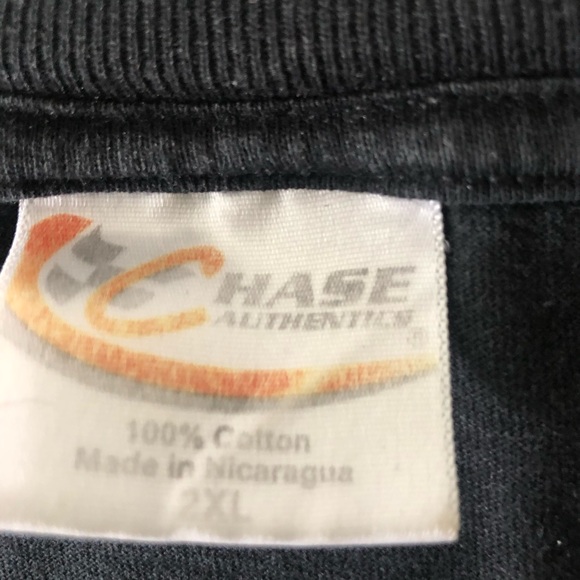 CHASE
AUTHENTICS
®
100% Cotton
Made in Nicaragua
2XL